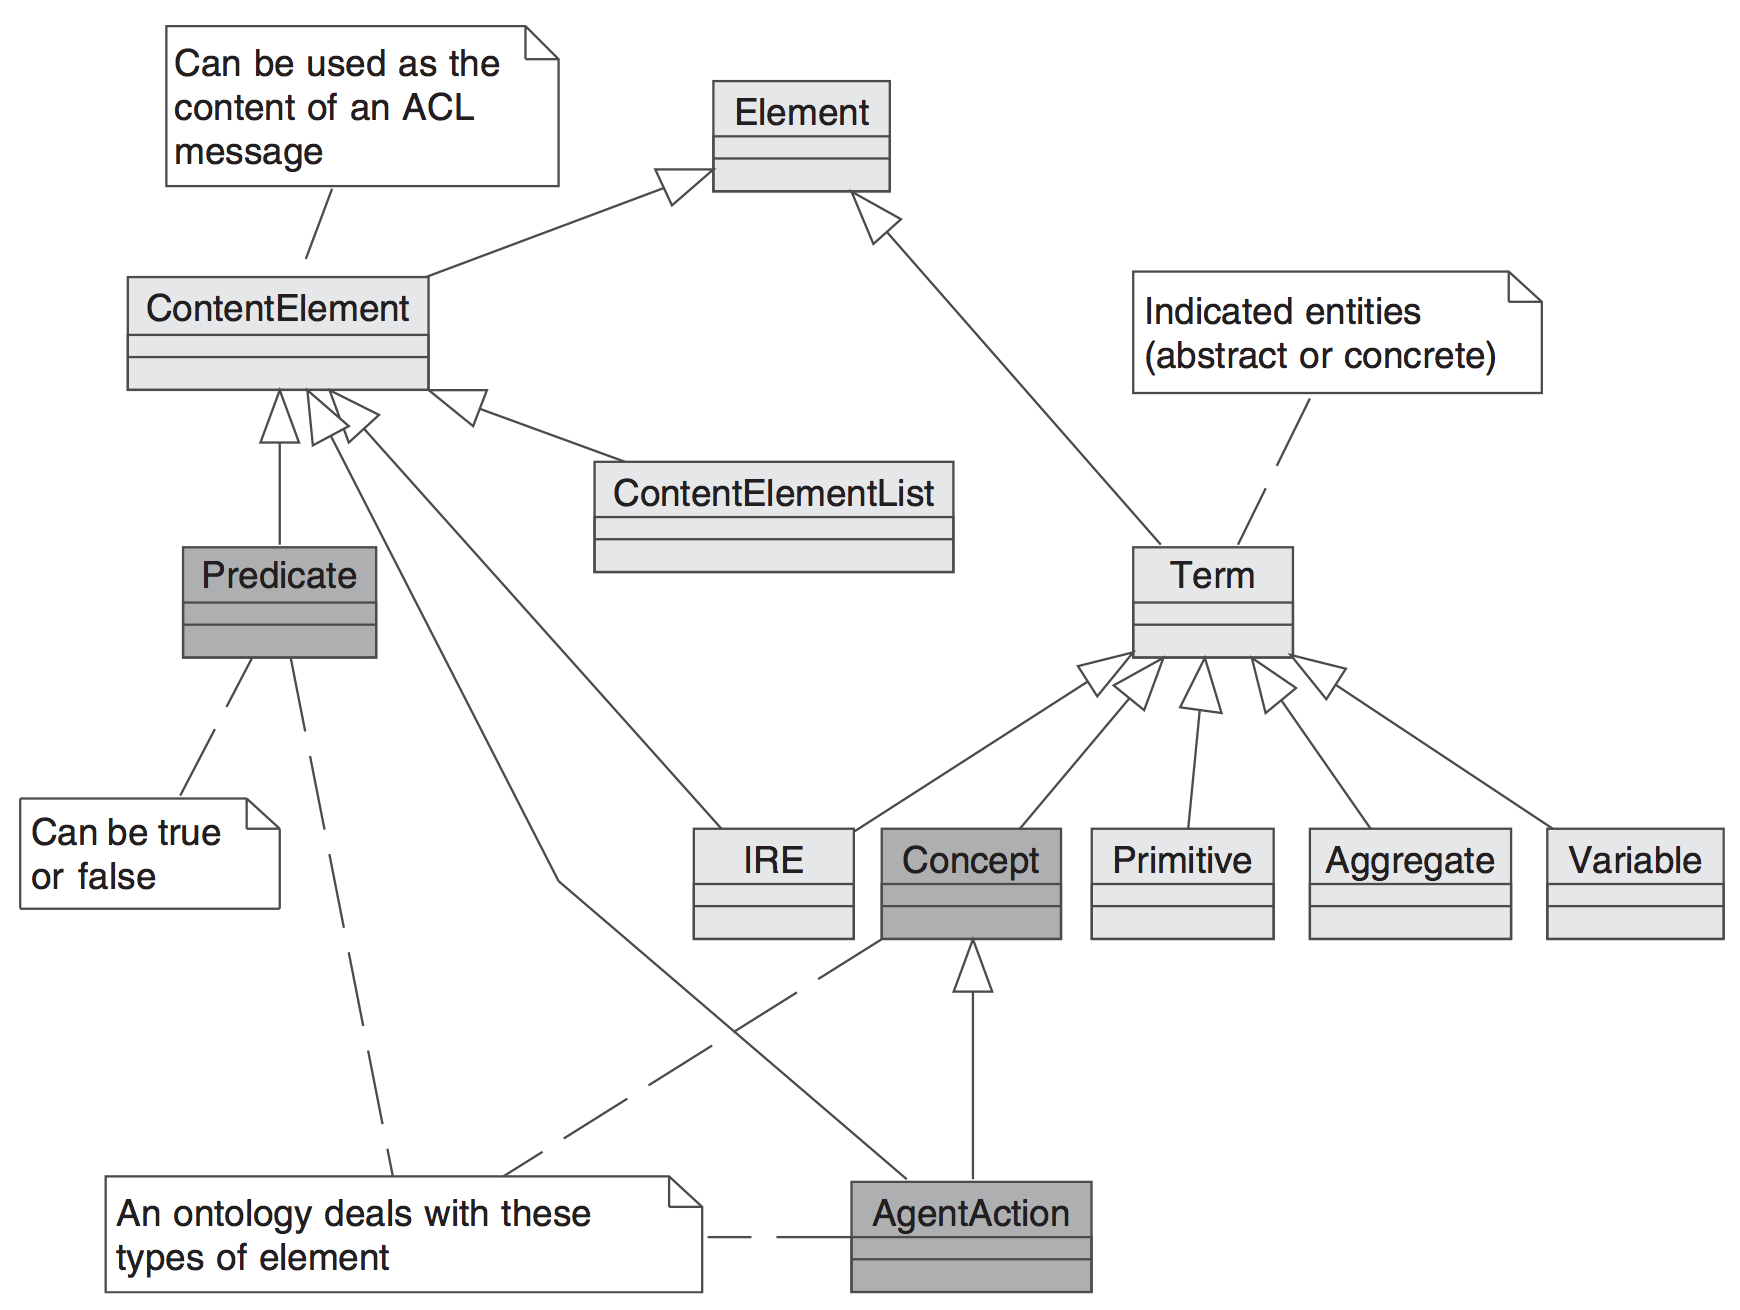 Can be used as the
content of an ACL
message
Element
ContentElement
Indicated entities
(abstract or concrete)
ContentElementList
Predicate
Term
Can be true
or false
IRE
Concept
Primitive
Aggregate
Variable
An ontology deals with these
types of element
AgentAction